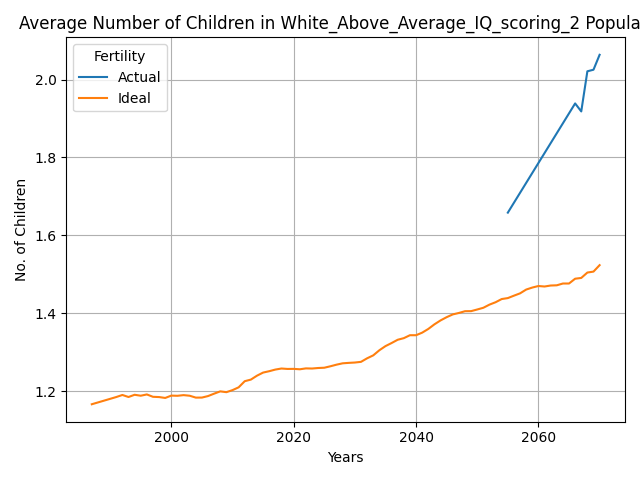 Average Number of Children in White_Above_Average_IQ_scoring_2 Popula
Fertility
Actual
Ideal
2.0
1.8
1.6
1.4
1.2
No. of Children
2000
2020
2040
2060
Years